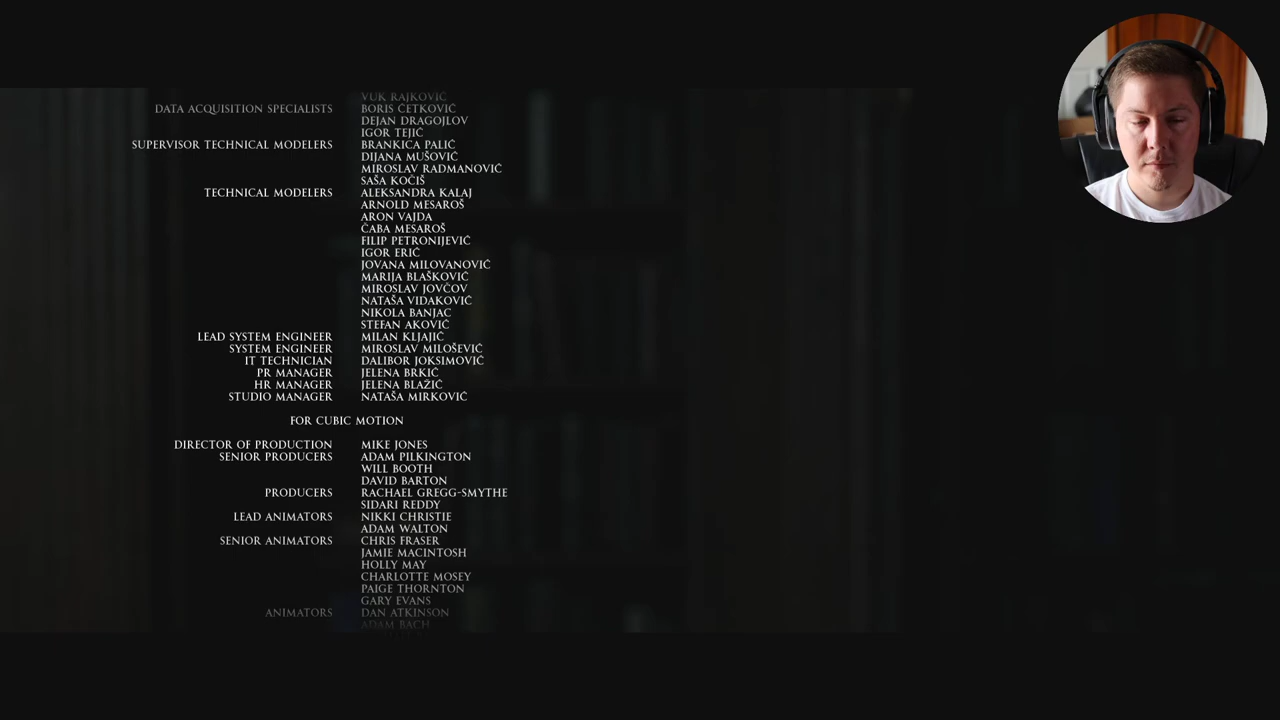 VUK RAJKOVIĆ
DATA ACQUISITION SPECIALISTS BORIS ĆETKOVIĆ
DEJAN DRAGOJLOV
IGOR TEJIĆ
SUPERVISOR TECHNICAL MODELERS BRANKICA PALIĆ
DIJANA MUŠOVIĆ
MIROSLAV RADMANOVIĆ
SAŠA KOČIŠ
TECHNICAL MODELERS ALEKSANDRA KALAJ
ARNOLD MESAROŠ
ARON VAJDA
ČABA MESAROŠ
FILIP PETRONIJEVIĆ
IGOR ERIĆ
JOVANA MILOVANOVIĆ
MARIJA BLAŠKOVIĆ
MIROSLAV JOVČOV
NATAŠA VIDAKOVIĆ
NIKOLA BANJAC
STEFAN AKOVIĆ
LEAD SYSTEM ENGINEER MILAN KLJAJIĆ
SYSTEM ENGINEER MIROSLAV MILOŠEVIĆ
IT TECHNICIAN DALIBOR JOKSIMOVIĆ
PR MANAGER JELENA BRKIĆ
HR MANAGER JELENA BLAŽIĆ
STUDIO MANAGER NATAŠA MIRKOVIĆ
FOR CUBIC MOTION
DIRECTOR OF PRODUCTION MIKE JONES
SENIOR PRODUCERS ADAM PILKINGTON
WILL BOOTH
DAVID BARTON
PRODUCERS RACHAEL GREGG-SMYTHE
SIDARI REDDY
LEAD ANIMATORS NIKKI CHRISTIE
ADAM WALTON
SENIOR ANIMATORS CHRIS FRASER
JAMIE MACINTOSH
HOLLY MAY
CHARLOTTE MOSEY
PAIGE THORNTON
GARY EVANS
ANIMATORS DAN ATKINSON
ADAM BACH